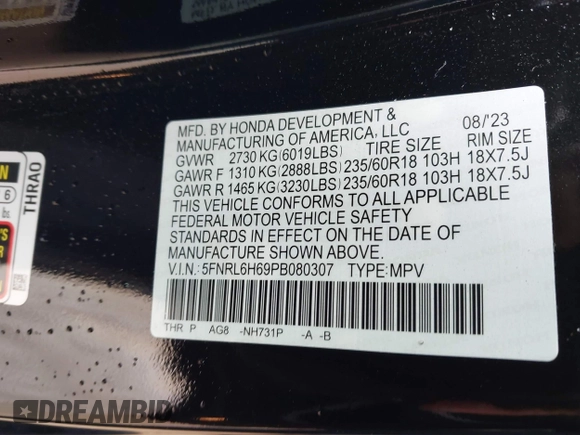 MFD. BY HONDA DEVELOPMENT & 08/'23
MANUFACTURING OF AMERICA, LLC
GVWR 2730 KG (6019LBS) TIRE SIZE RIM SIZE
GAWR F 1310 KG (2888LBS) 235/60R18 103H 18X7.5J
GAWR R 1465 KG (3230LBS) 235/60R18 103H 18X7.5J
THIS VEHICLE CONFORMS TO ALL APPLICABLE
FEDERAL MOTOR VEHICLE SAFETY
STANDARDS IN EFFECT ON THE DATE OF
MANUFACTURE SHOWN ABOVE.
V.I.N.: 5FNRL6H69PB080307 TYPE: MPV
THR P AG8 -NH731P -A -B
THRA0
6
DREAMBID